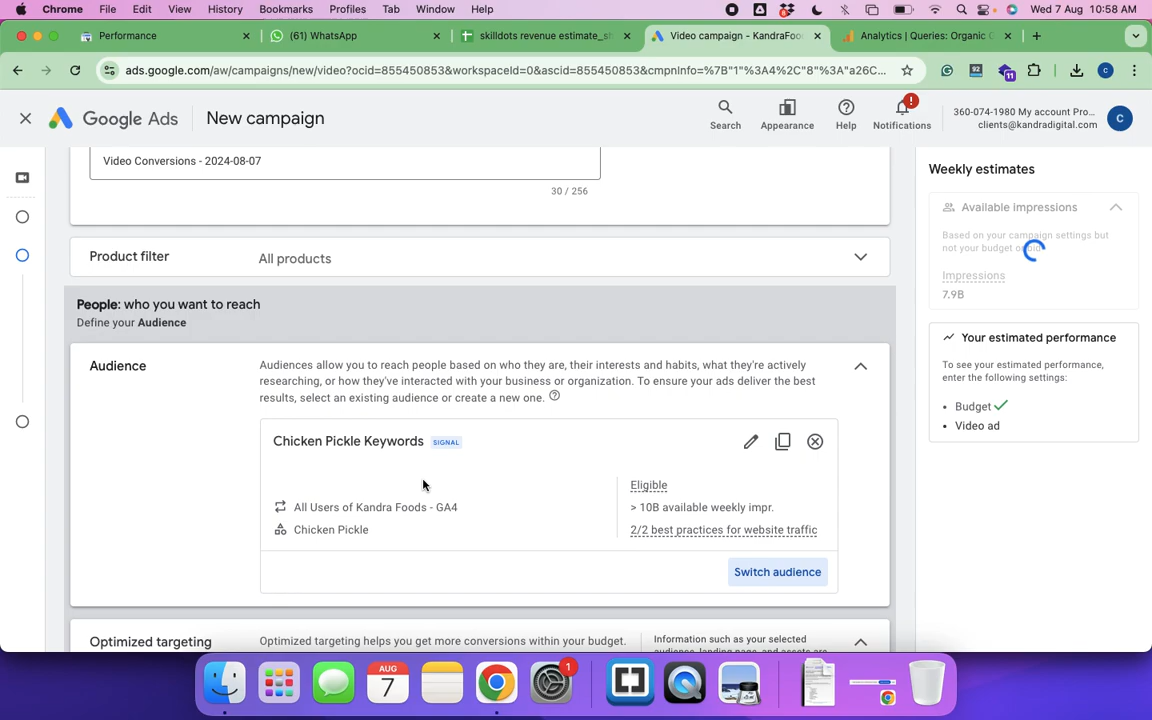 Chrome File Edit View History Bookmarks Profiles Tab Window Help Wed 7 Aug 10:58 AM
Performance (61) WhatsApp skilldots revenue estimate_sh Video campaign - KandraFoo Analytics | Queries: Organic G
ads.google.com/aw/campaigns/new/video?ocid=855450853&workspaceId=0&ascid=855450853&cmpnInfo=%7B"1"%3A4%2C"8"%3A"a26C... 92 11 C
Google Ads New campaign
Search Appearance Help Notifications
360-074-1980 My account Pro...
clients@kandradigital.com
C
Video Conversions - 2024-08-07
30 / 256
Product filter All products
People: who you want to reach
Define your Audience
Audience
Audiences allow you to reach people based on who they are, their interests and habits, what they're actively
researching, or how they've interacted with your business or organization. To ensure your ads deliver the best
results, select an existing audience or create a new one.
Chicken Pickle Keywords SIGNAL
All Users of Kandra Foods - GA4
Chicken Pickle
Eligible
> 10B available weekly impr.
2/2 best practices for website traffic
Switch audience
Optimized targeting
Optimized targeting helps you get more conversions within your budget.
Information such as your selected
audience, landing page, and assets are
Weekly estimates
Available impressions
Based on your campaign settings but
not your budget or bid
Impressions
7.9B
Your estimated performance
To see your estimated performance,
enter the following settings:
• Budget
• Video ad
AUG
7
1